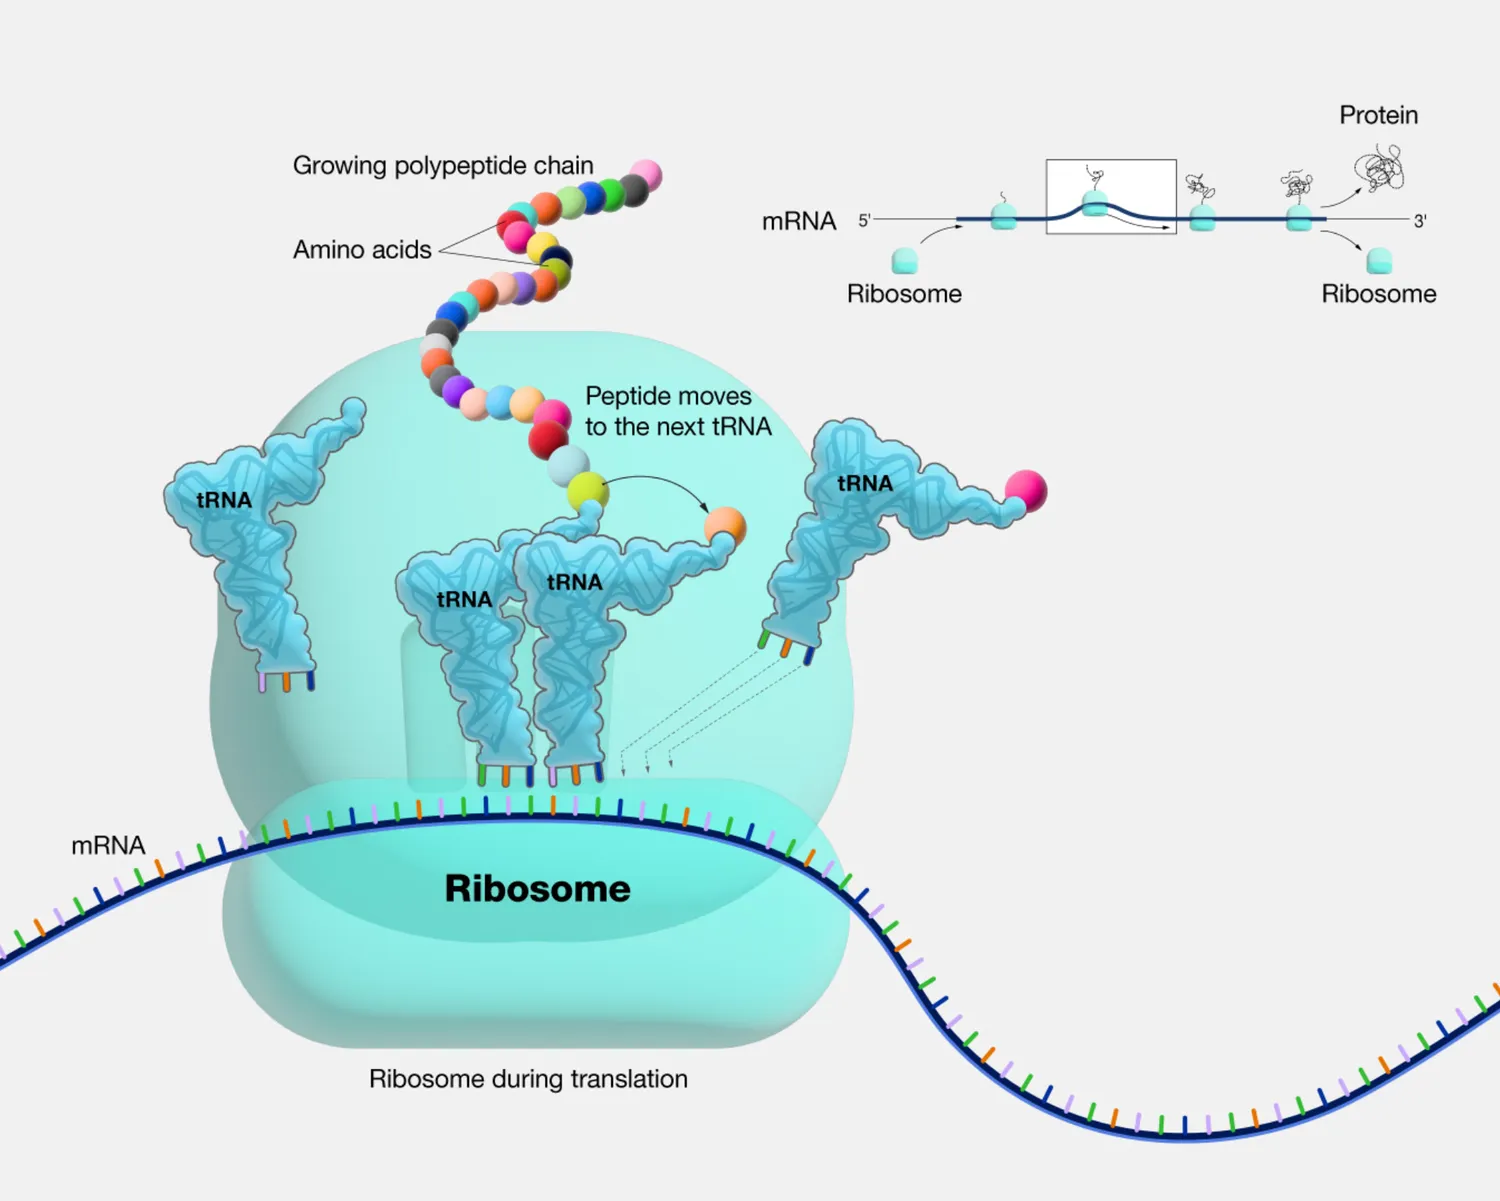 Growing polypeptide chain
Amino acids
Peptide moves
to the next tRNA
tRNA
tRNA
tRNA
tRNA
mRNA
Ribosome
Ribosome during translation
Protein
mRNA
5'
3'
Ribosome
Ribosome